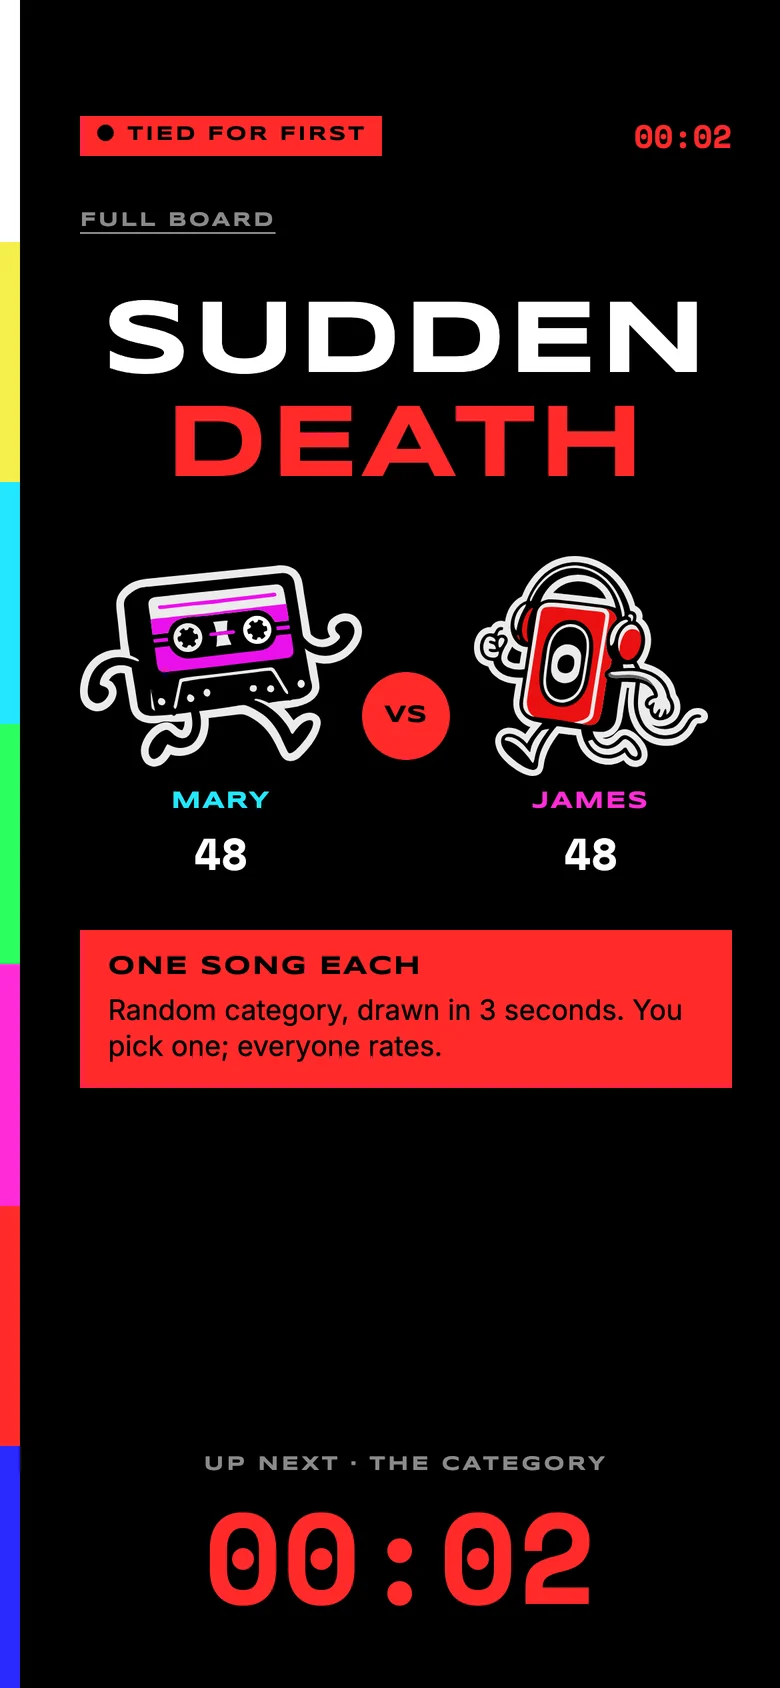 TIED FOR FIRST
00:02
FULL BOARD
SUDDEN
DEATH
VS
MARY
JAMES
48
48
ONE SONG EACH
Random category, drawn in 3 seconds. You
pick one; everyone rates.
UP NEXT · THE CATEGORY
00:02